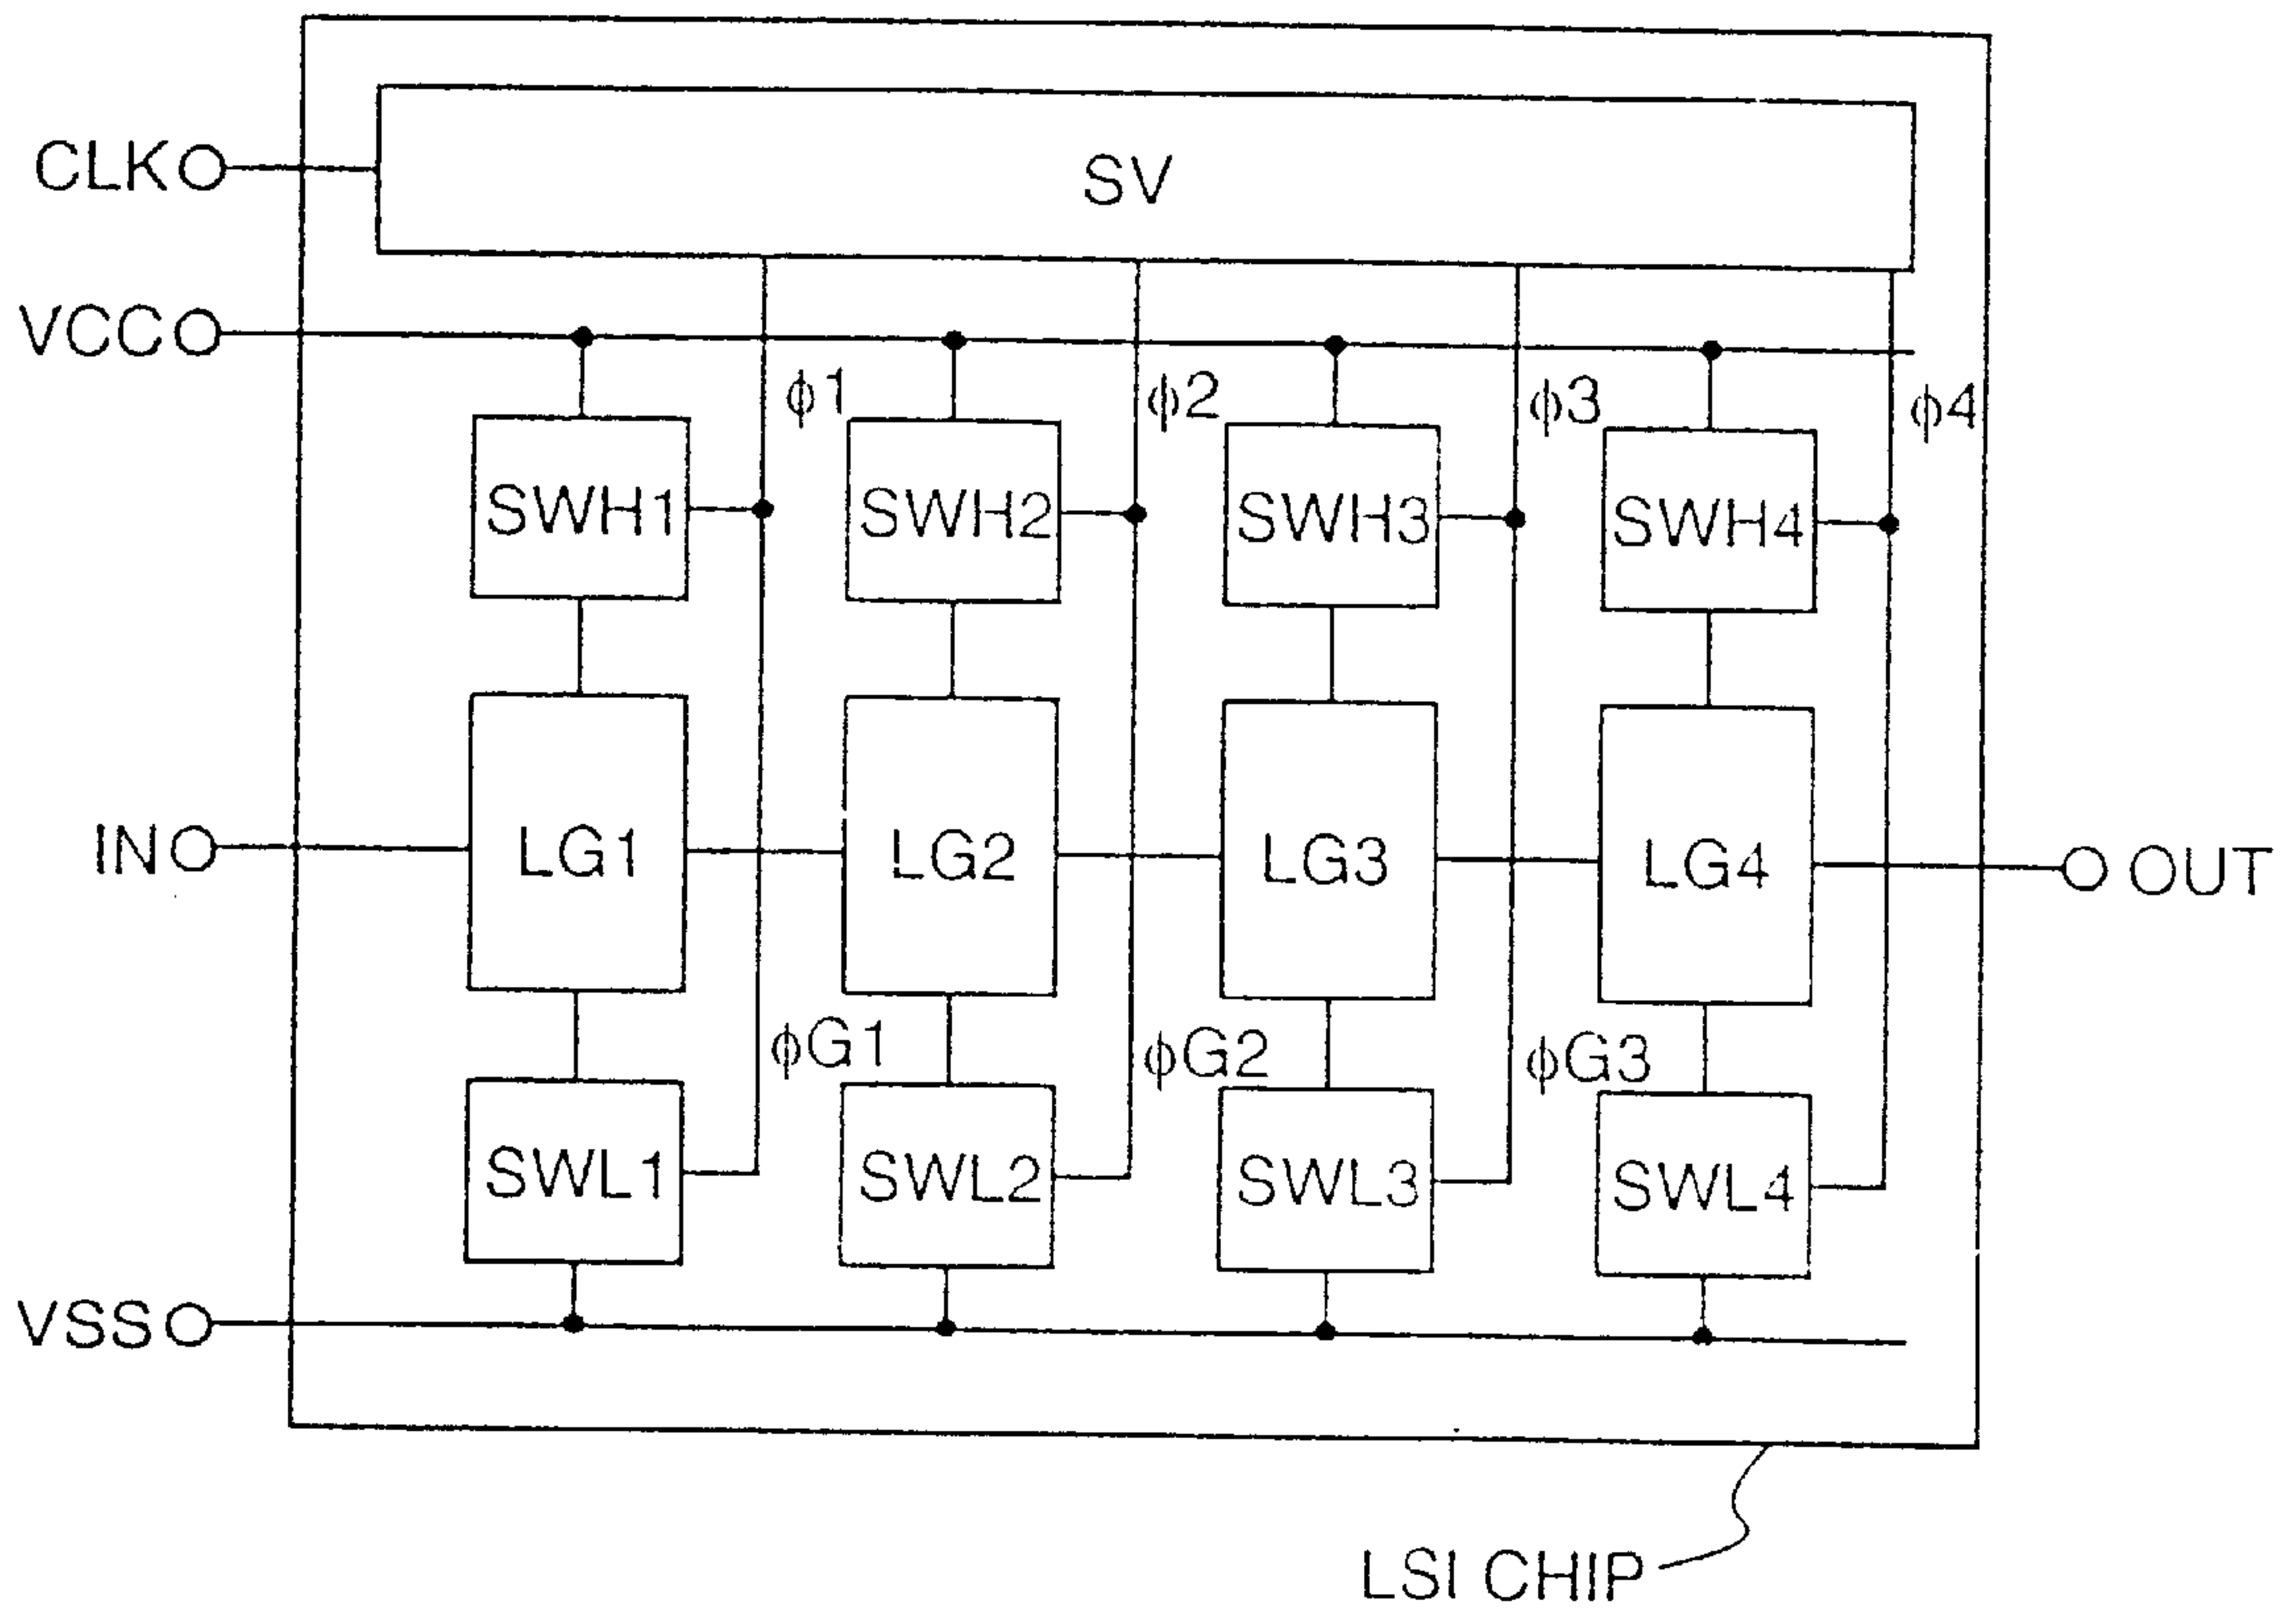 CLK
SV
VCC
ϕ1
ϕ2
ϕ3
ϕ4
SWH1
SWH2
SWH3
SWH4
IN
LG1
LG2
LG3
LG4
OUT
ϕG1
ϕG2
ϕG3
SWL1
SWL2
SWL3
SWL4
VSS
LSI CHIP